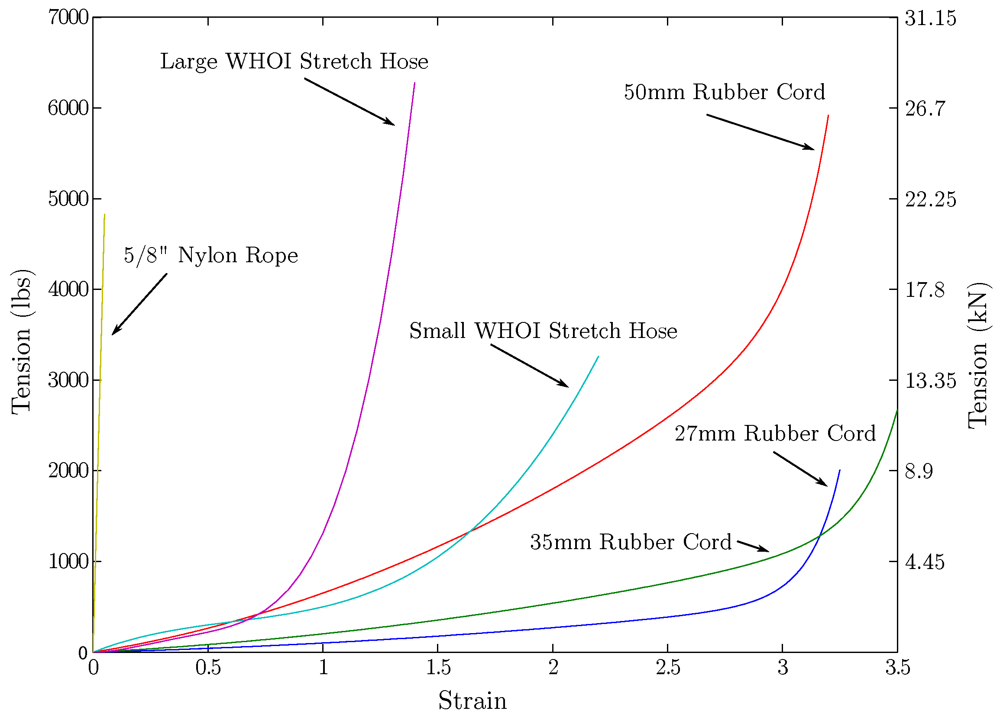 7000
31.15
Large WHOI Stretch Hose
50mm Rubber Cord
6000
26.7
5000
22.25
5/8" Nylon Rope
Tension (lbs)
Tension (kN)
4000
17.8
Small WHOI Stretch Hose
3000
13.35
27mm Rubber Cord
2000
8.9
35mm Rubber Cord
1000
4.45
0
0 0.5 1 1.5 2 2.5 3 3.5
Strain